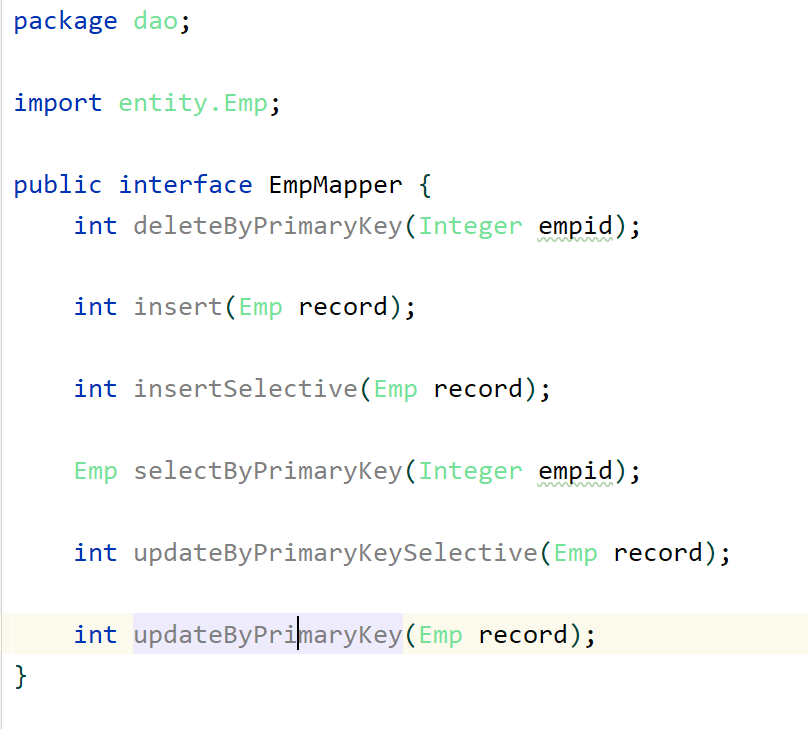 package dao;
import entity.Emp;
public interface EmpMapper {
int deleteByPrimaryKey(Integer empid);
int insert(Emp record);
int insertSelective(Emp record);
Emp selectByPrimaryKey(Integer empid);
int updateByPrimaryKeySelective(Emp record);
int updateByPrimaryKey(Emp record);
}